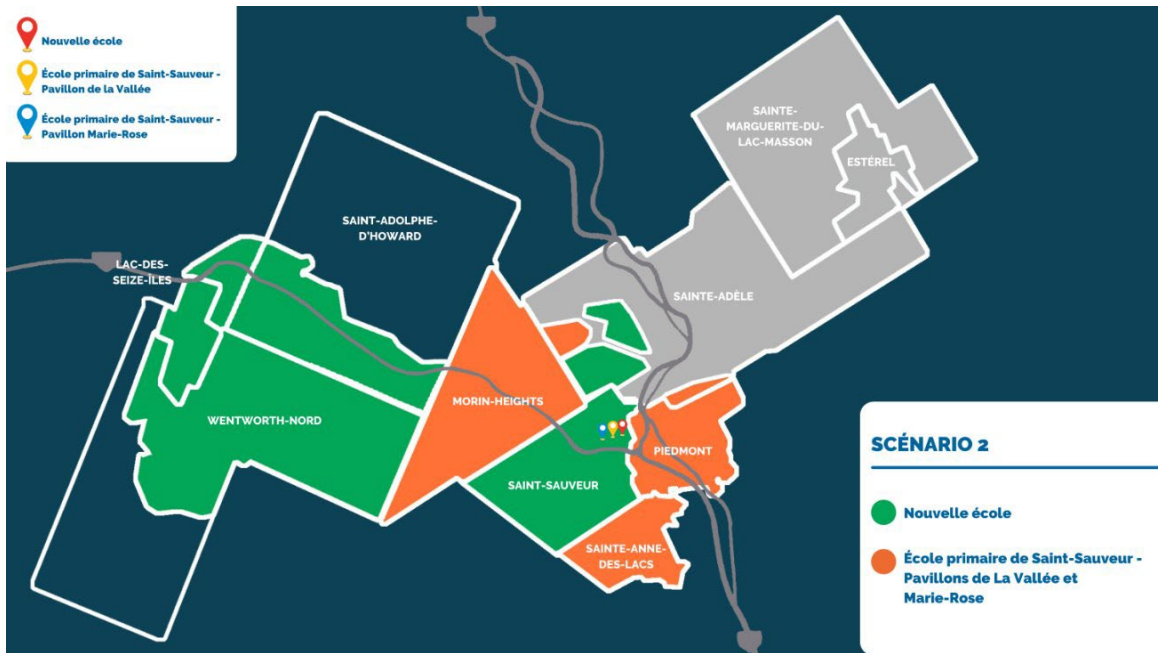 Nouvelle école
École primaire de Saint-Sauveur -
Pavillon de la Vallée
École primaire de Saint-Sauveur -
Pavillon Marie-Rose
SAINTE-
MARGUERITE-DU-
LAC-MASSON
ESTÉREL
SAINT-ADOLPHE-
D'HOWARD
LAC-DES-
SEIZE-ÎLES
SAINTE-ADÈLE
MORIN-HEIGHTS
WENTWORTH-NORD
PIEDMONT
SAINT-SAUVEUR
SAINTE-ANNE-
DES-LACS
SCÉNARIO 2
Nouvelle école
École primaire de Saint-Sauveur -
Pavillons de La Vallée et
Marie-Rose